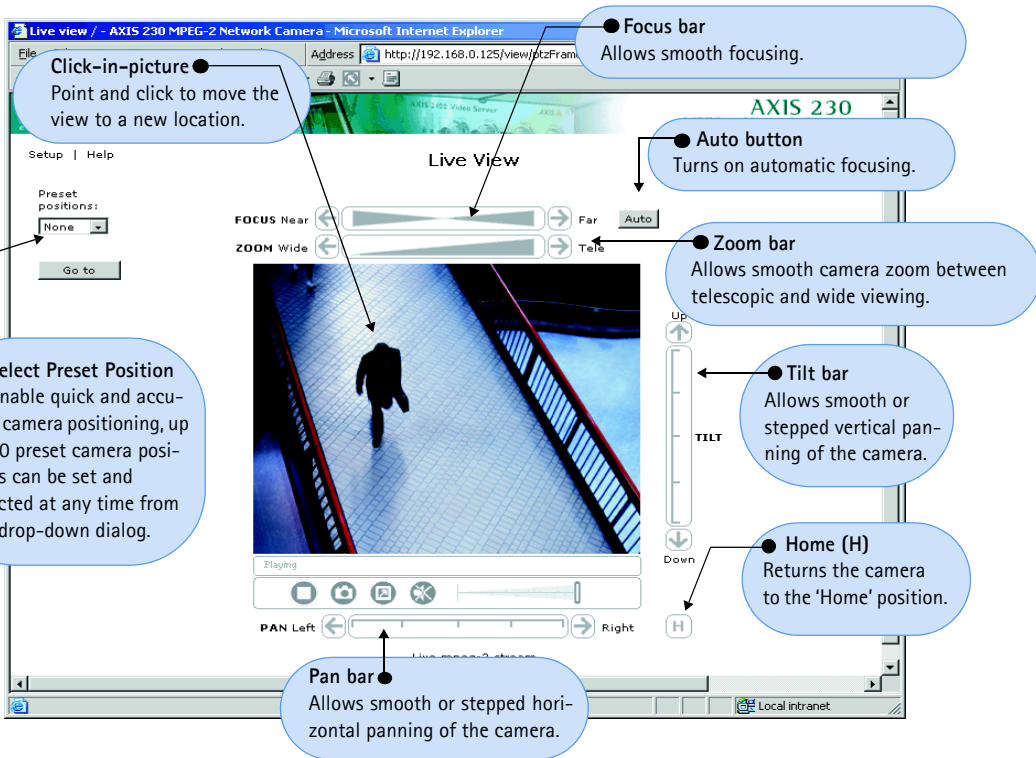 Live view / - AXIS 230 MPEG-2 Network Camera - Microsoft Internet Explorer
Address http://192.168.0.125/view/ptzFram
Focus bar
Allows smooth focusing.
Click-in-picture
Point and click to move the
view to a new location.
AXIS 230
Setup | Help
Live View
Auto button
Turns on automatic focusing.
Preset
positions:
None
Go to
FOCUS Near
Far
Auto
ZOOM Wide
Tele
Zoom bar
Allows smooth camera zoom between
telescopic and wide viewing.
Up
elect Preset Position
nable quick and accu-
camera positioning, up
0 preset camera posi-
s can be set and
cted at any time from
drop-down dialog.
Tilt bar
Allows smooth or
stepped vertical pan-
ning of the camera.
TILT
Down
Playing
Home (H)
Returns the camera
to the ‘Home’ position.
PAN Left
Right
H
Live mpeg-2 stream
Pan bar
Allows smooth or stepped hori-
zontal panning of the camera.
Local intranet